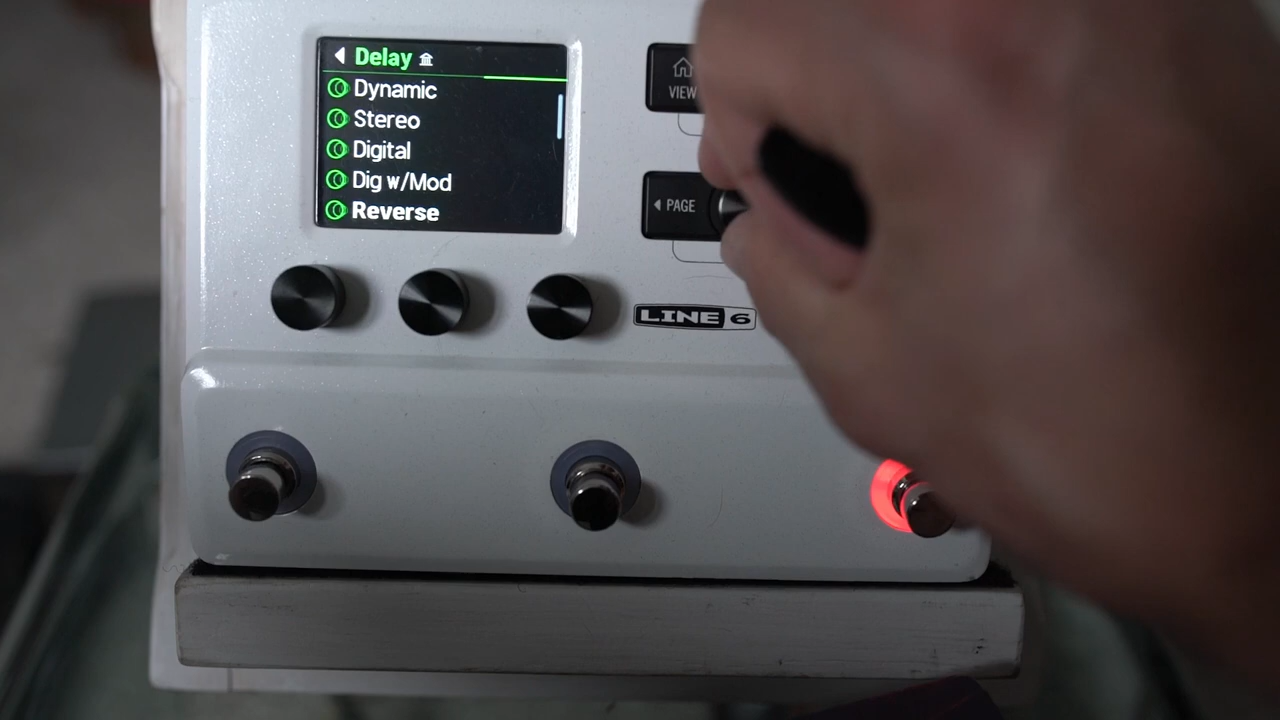 Delay
Dynamic
Stereo
Digital
Dig w/Mod
Reverse
VIEW
PAGE
LINE 6